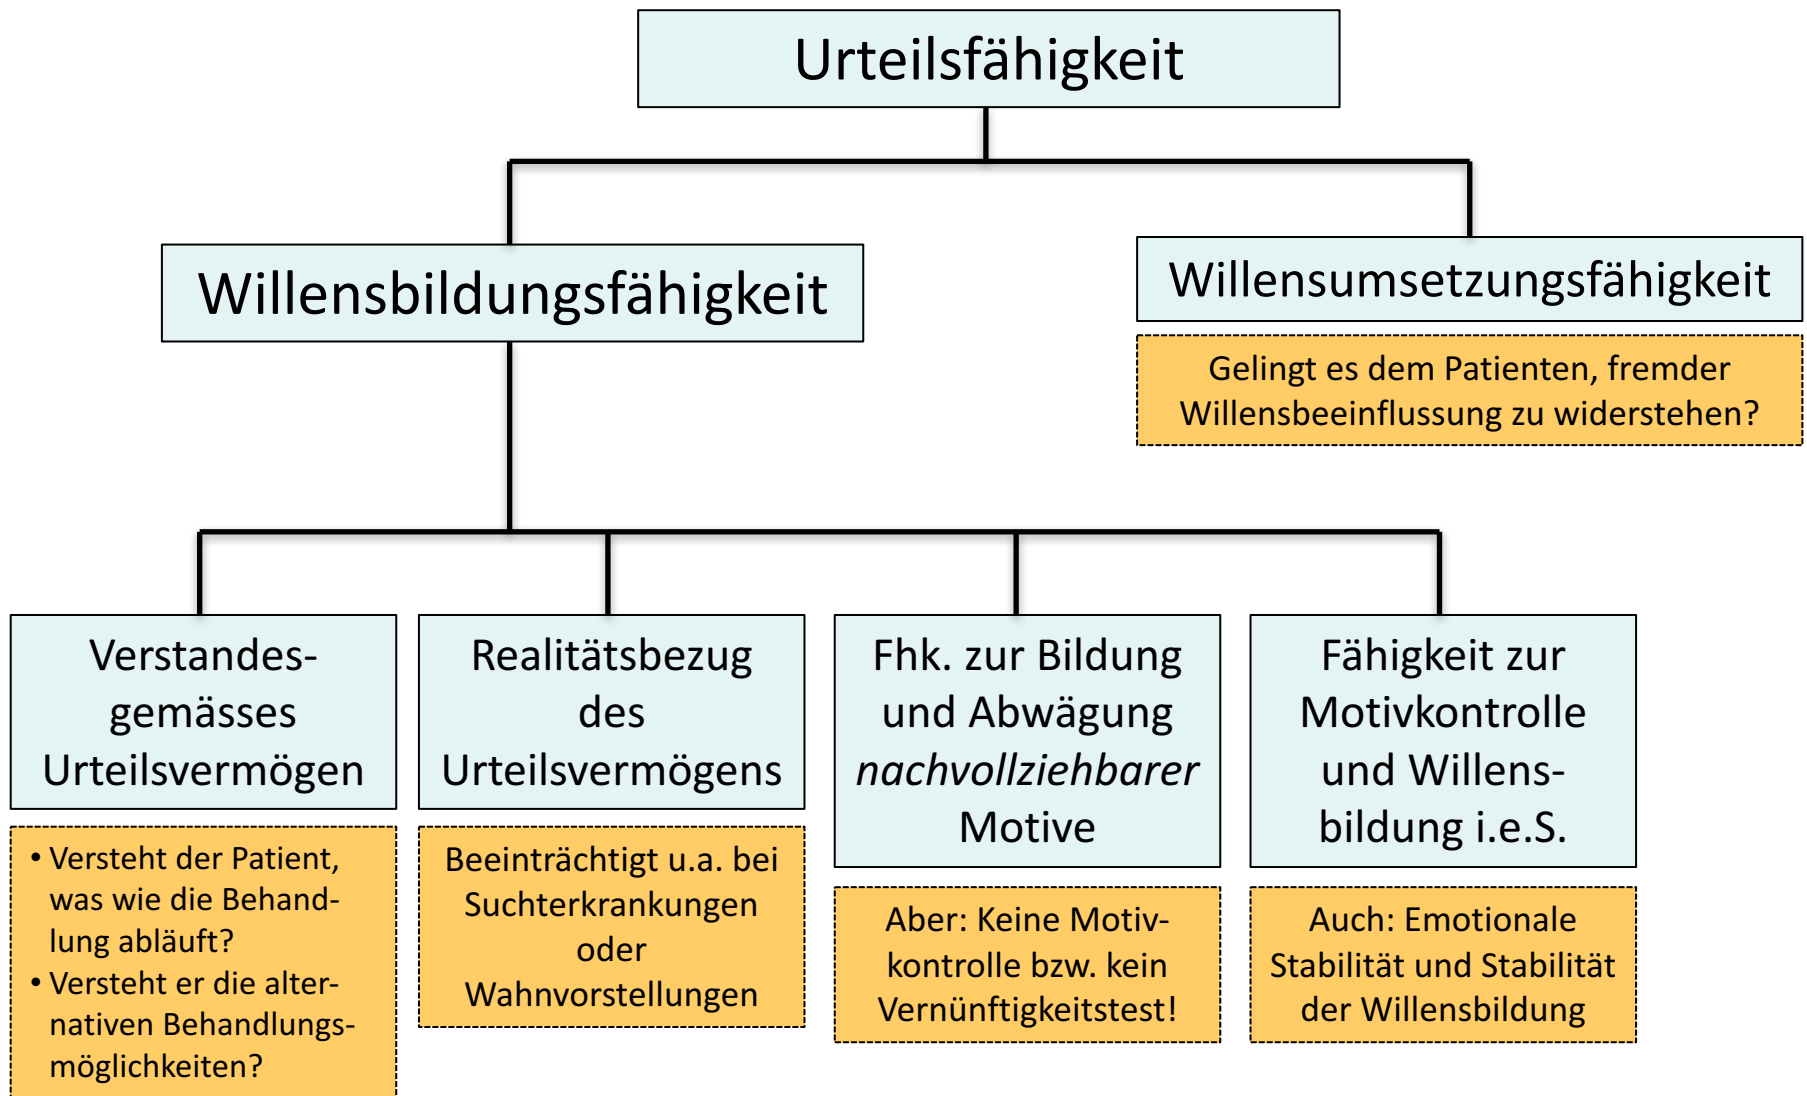 Urteilsfähigkeit
Willensbildungsfähigkeit
Willensumsetzungsfähigkeit
Gelingt es dem Patienten, fremder
Willensbeeinflussung zu widerstehen?
Verstandes-
gemässes
Urteilsvermögen
• Versteht der Patient,
was wie die Behand-
lung abläuft?
• Versteht er die alter-
nativen Behandlungs-
möglichkeiten?
Realitätsbezug
des
Urteilsvermögens
Beeinträchtigt u.a. bei
Suchterkrankungen
oder
Wahnvorstellungen
Fhk. zur Bildung
und Abwägung
nachvollziehbarer
Motive
Aber: Keine Motiv-
kontrolle bzw. kein
Vernünftigkeitstest!
Fähigkeit zur
Motivkontrolle
und Willens-
bildung i.e.S.
Auch: Emotionale
Stabilität und Stabilität
der Willensbildung